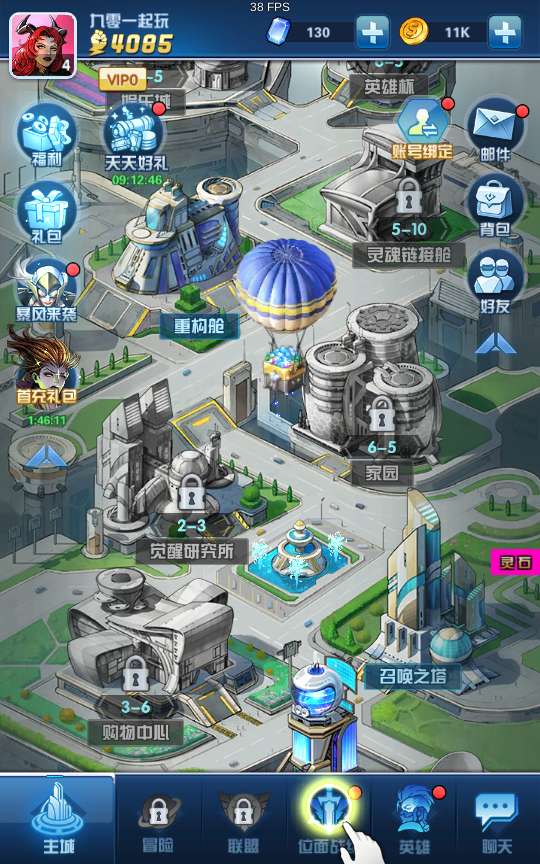 38 FPS
九零一起玩
4085
4
130
11K
VIP0
-5
娱乐城
6-3
英雄杯
福利
天天好礼
09:12:46
账号绑定
邮件
礼包
5-10
灵魂链接舱
背包
暴风来袭
重构舱
好友
首充礼包
1:46:11
6-5
家园
2-3
觉醒研究所
灵石
召唤之塔
3-6
购物中心
主城
冒险
联盟
位面战
英雄
聊天